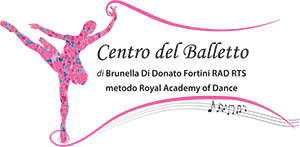 Centro del Balletto
di Brunella Di Donato Fortini RAD RTS
metodo Royal Academy of Dance